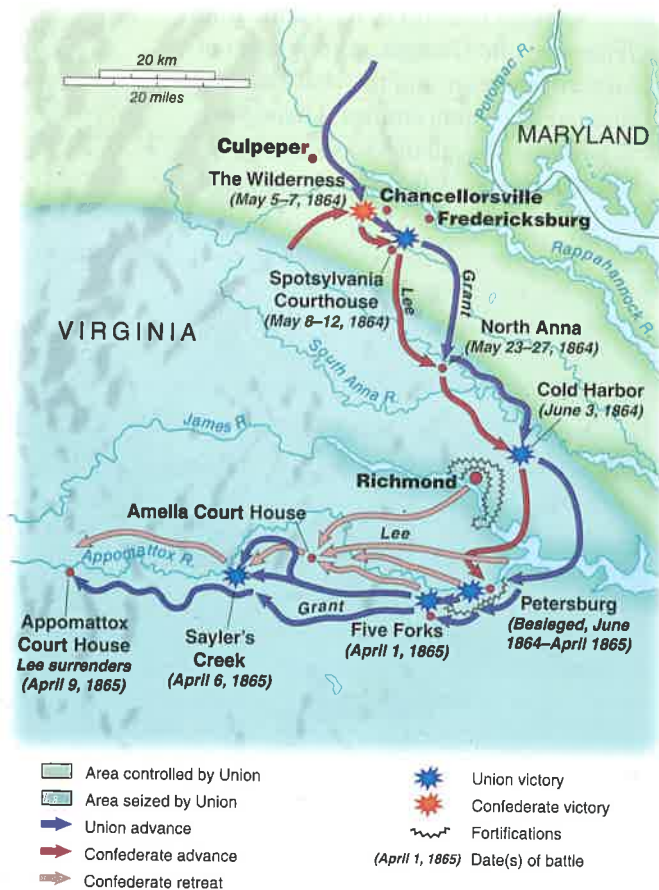 20 km
20 miles
Potomac R.
MARYLAND
Culpeper
The Wilderness
(May 5–7, 1864)
Chancellorsville
Fredericksburg
Rappahannock R.
Spotsylvania
Courthouse
(May 8–12, 1864)
Lee
Grant
VIRGINIA
North Anna
(May 23–27, 1864)
South Anna R.
Cold Harbor
(June 3, 1864)
James R.
Richmond
Amelia Court House
Lee
Appomattox R.
Grant
Petersburg
(Besieged, June
1864–April 1865)
Five Forks
(April 1, 1865)
Sayler's
Creek
(April 6, 1865)
Appomattox
Court House
Lee surrenders
(April 9, 1865)
Area controlled by Union
Area seized by Union
Union advance
Confederate advance
Confederate retreat
Union victory
Confederate victory
Fortifications
(April 1, 1865) Date(s) of battle